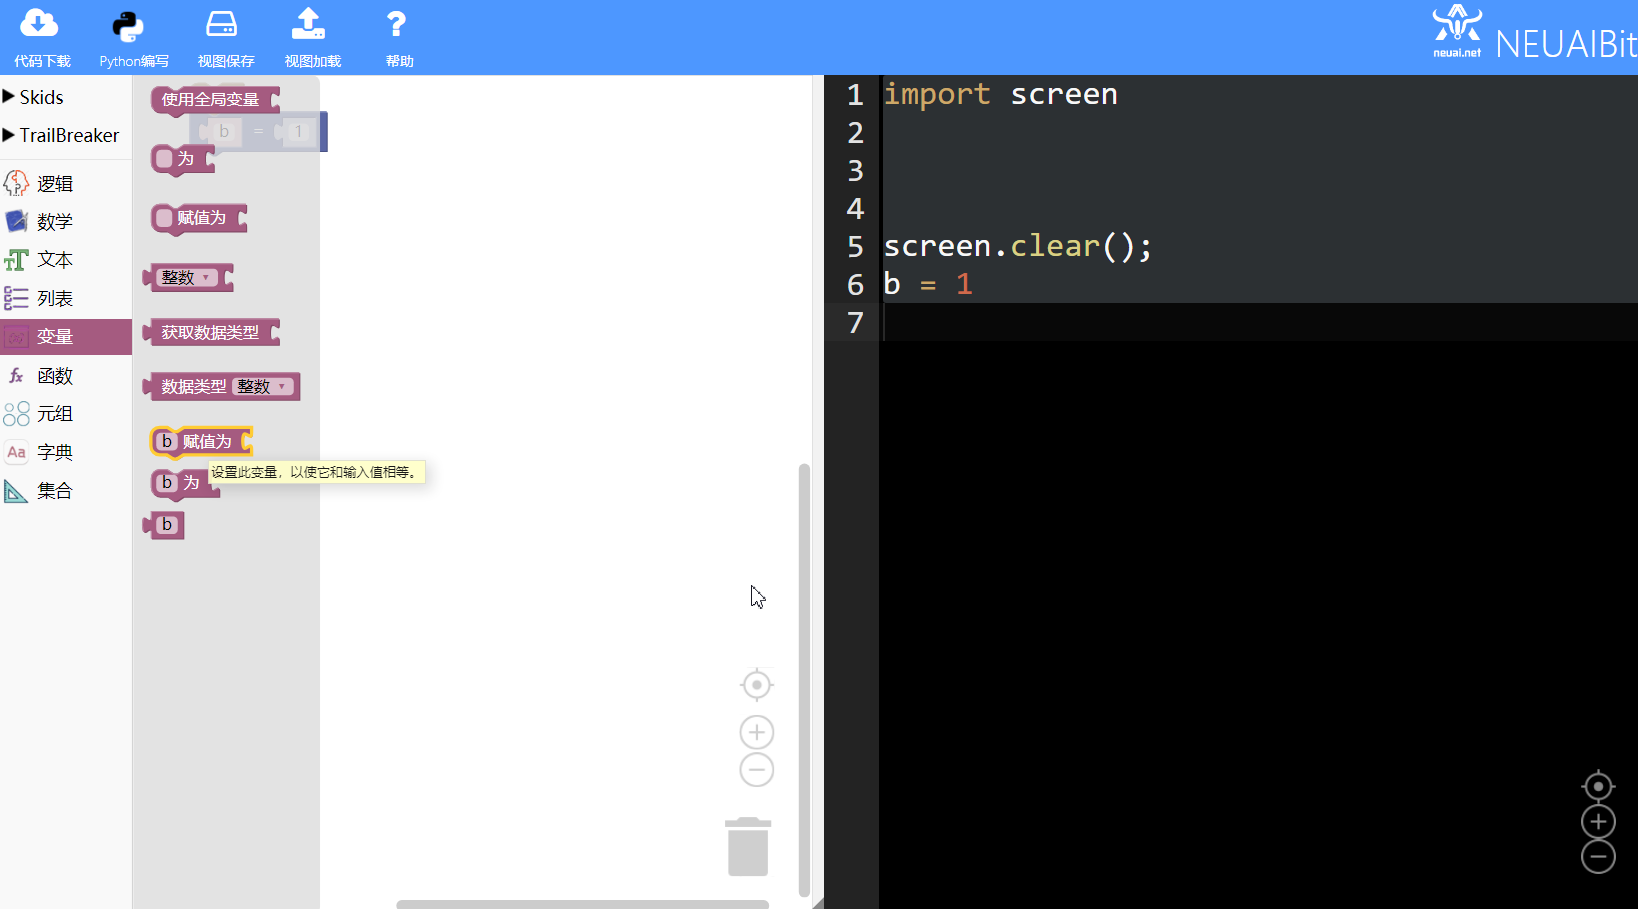 代码下载 Python编写 视图保存 视图加载 帮助
neuai.net NEUAIBit
Skids
TrailBreaker
逻辑
数学
文本
列表
变量
函数
元组
字典
集合
使用全局变量
b = 1
为
赋值为
整数
获取数据类型
数据类型 整数
b 赋值为
设置此变量，以使它和输入值相等。
b 为
b
1 import screen
2
3
4
5 screen.clear();
6 b = 1
7